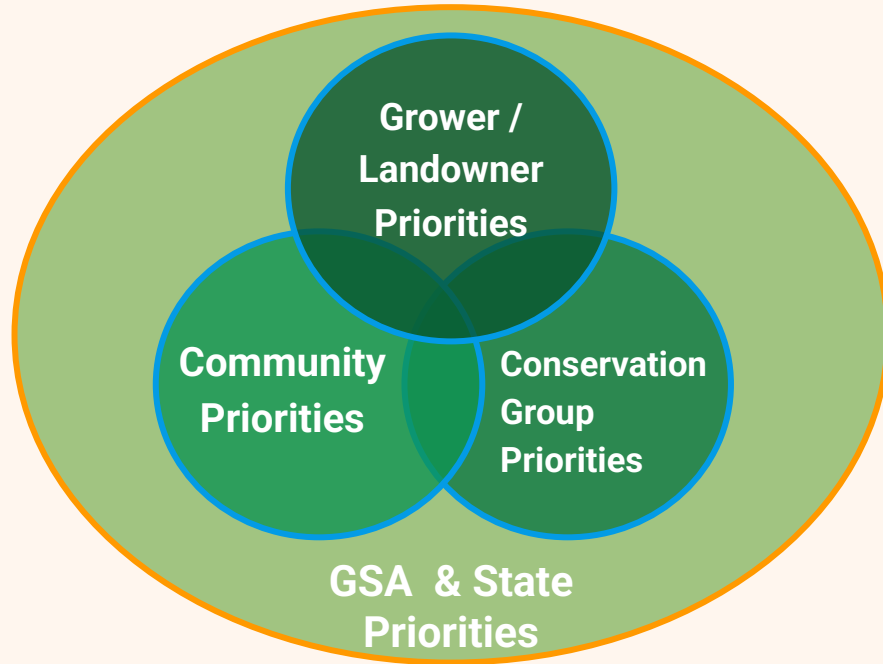 Grower /
Landowner
Priorities
Community
Priorities
Conservation
Group
Priorities
GSA & State
Priorities